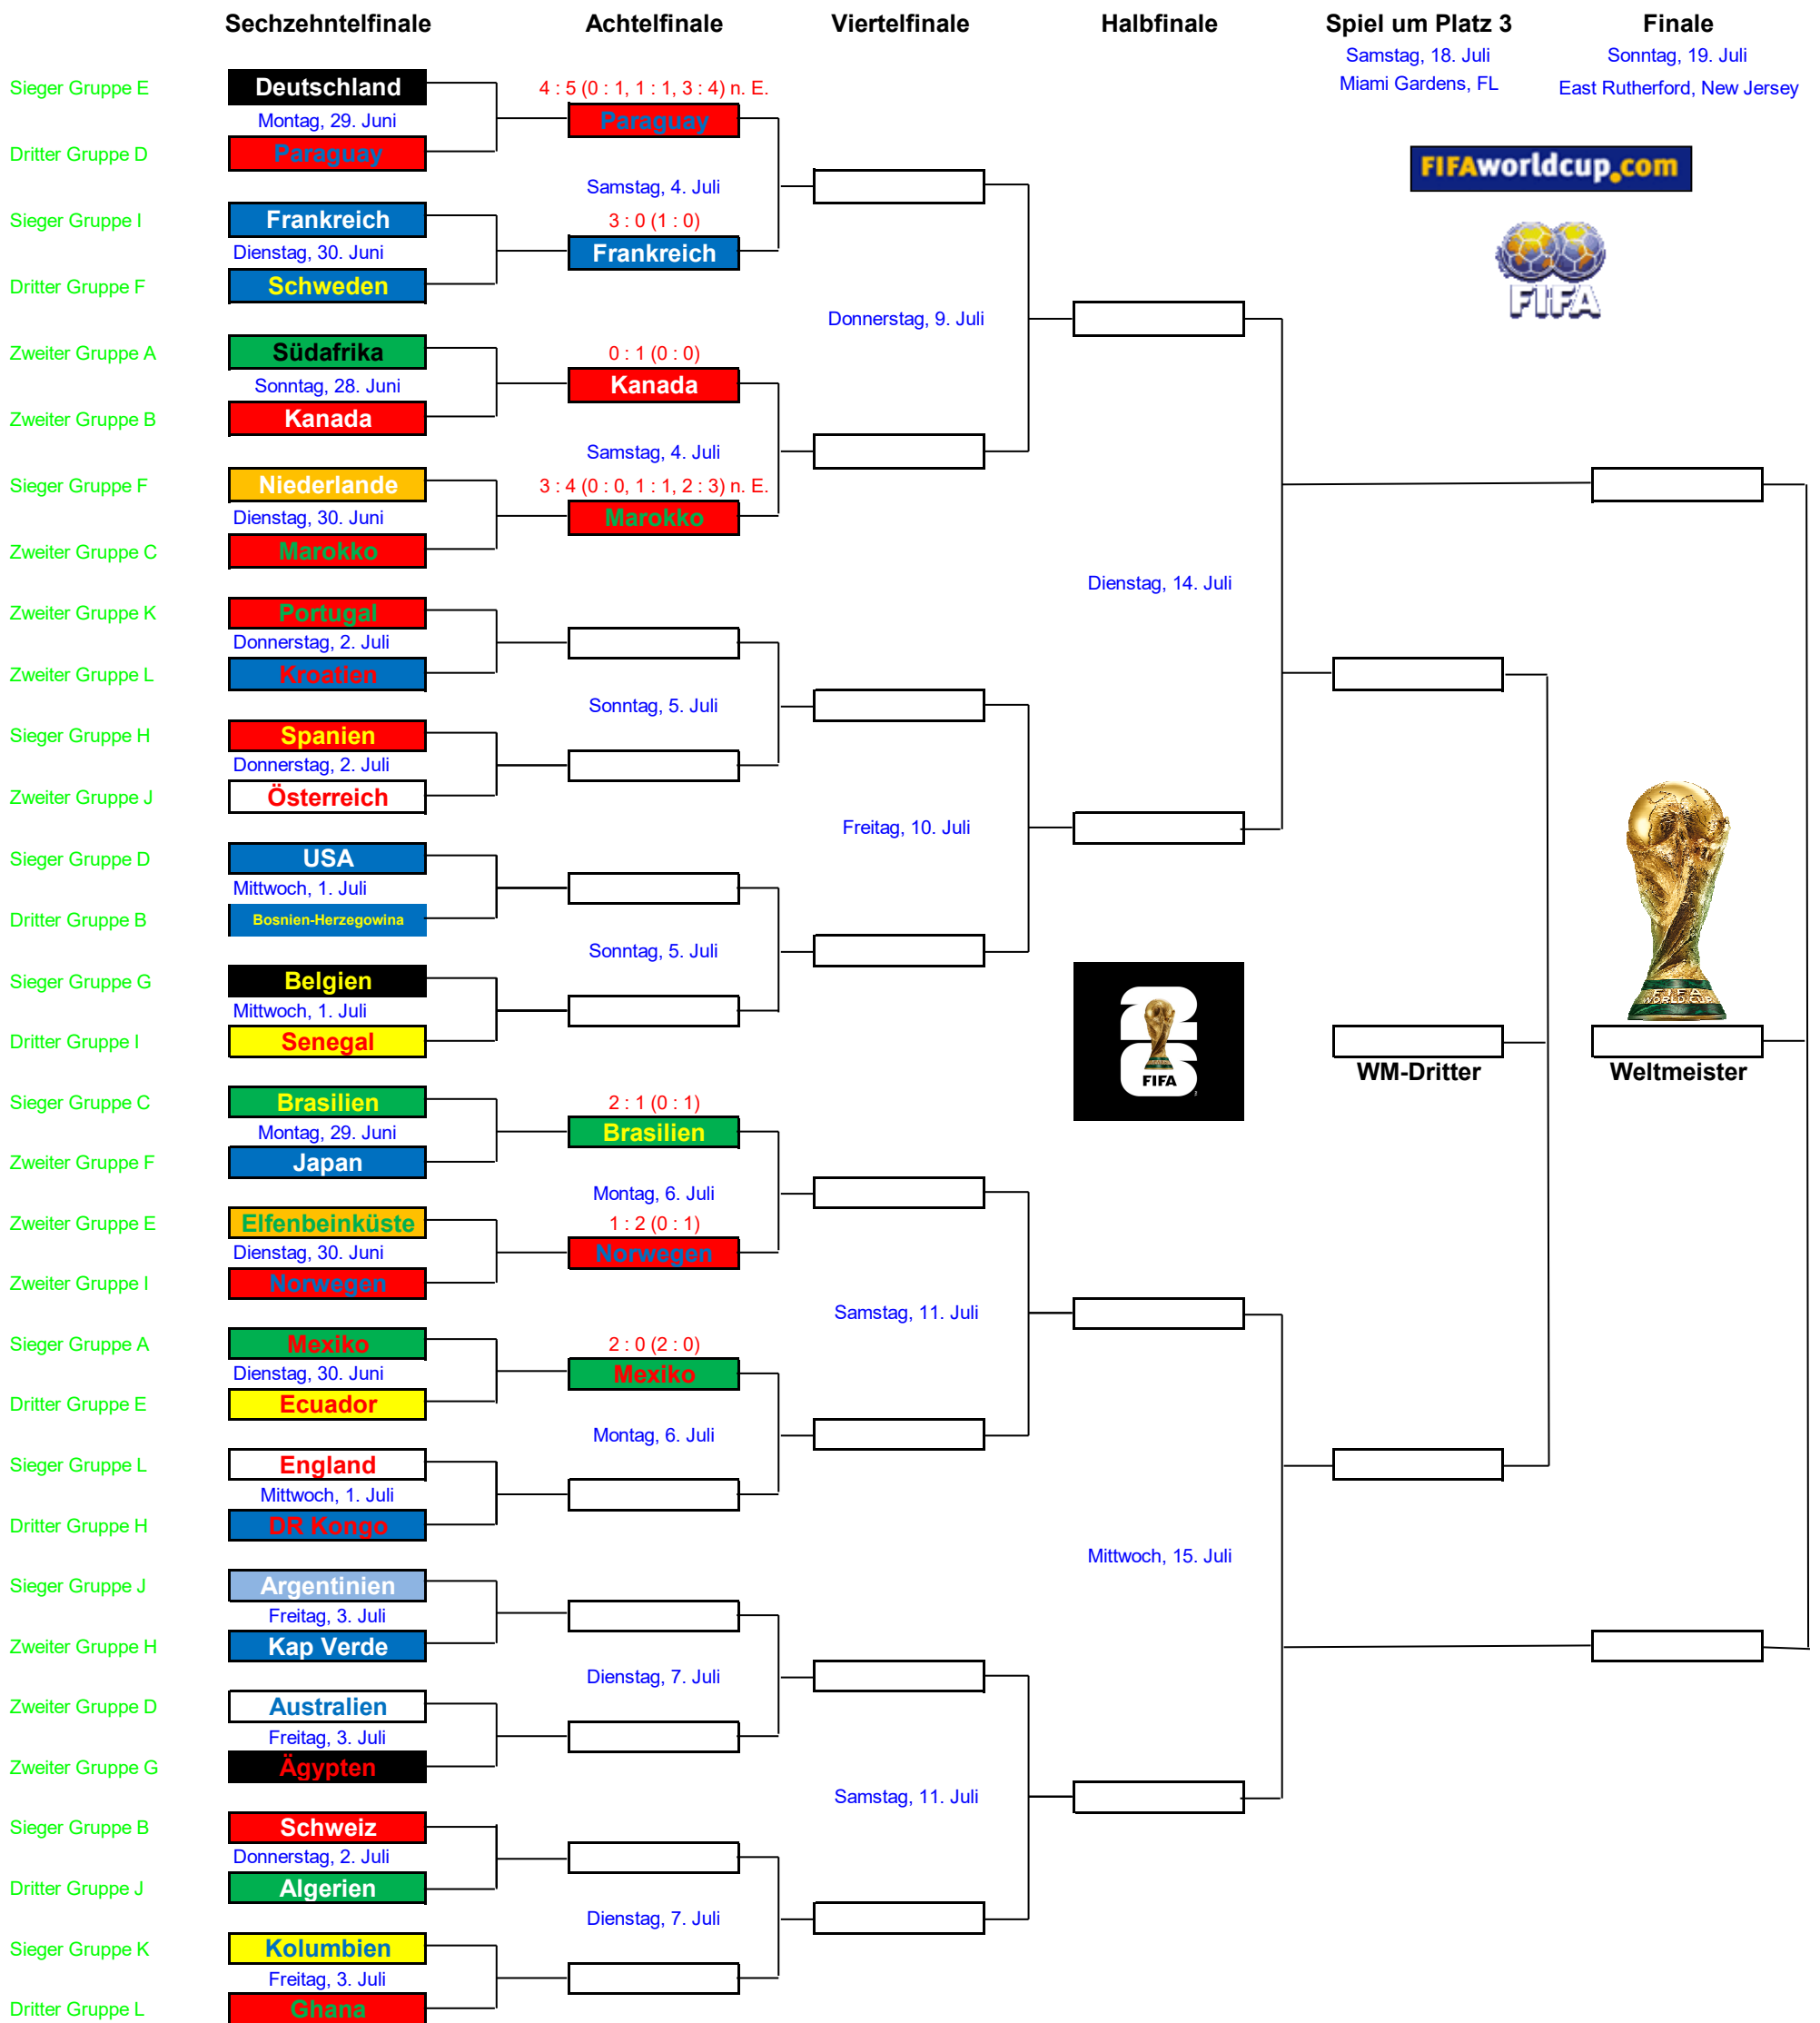 Sechzehntelfinale Achtelfinale Viertelfinale Halbfinale Spiel um Platz 3 Finale
Samstag, 18. Juli Sonntag, 19. Juli
Miami Gardens, FL East Rutherford, New Jersey
Sieger Gruppe E Deutschland 4 : 5 (0 : 1, 1 : 1, 3 : 4) n. E.
Montag, 29. Juni Paraguay
Dritter Gruppe D Paraguay
FIFAworldcup.com
Samstag, 4. Juli
Sieger Gruppe I Frankreich 3 : 0 (1 : 0)
Dienstag, 30. Juni Frankreich
Dritter Gruppe F Schweden
FIFA
Donnerstag, 9. Juli
Zweiter Gruppe A Südafrika 0 : 1 (0 : 0)
Sonntag, 28. Juni Kanada
Zweiter Gruppe B Kanada
Samstag, 4. Juli
Sieger Gruppe F Niederlande 3 : 4 (0 : 0, 1 : 1, 2 : 3) n. E.
Dienstag, 30. Juni Marokko
Zweiter Gruppe C Marokko
Dienstag, 14. Juli
Zweiter Gruppe K Portugal
Donnerstag, 2. Juli
Zweiter Gruppe L Kroatien
Sonntag, 5. Juli
Sieger Gruppe H Spanien
Donnerstag, 2. Juli
Zweiter Gruppe J Österreich
Freitag, 10. Juli
Sieger Gruppe D USA
Mittwoch, 1. Juli
Dritter Gruppe B Bosnien-Herzegowina
Sonntag, 5. Juli
Sieger Gruppe G Belgien
Mittwoch, 1. Juli
FIFA
WORLD CUP
Dritter Gruppe I Senegal
26
FIFA
WM-Dritter Weltmeister
Sieger Gruppe C Brasilien 2 : 1 (0 : 1)
Montag, 29. Juni Brasilien
Zweiter Gruppe F Japan
Montag, 6. Juli
Zweiter Gruppe E Elfenbeinküste 1 : 2 (0 : 1)
Dienstag, 30. Juni Norwegen
Zweiter Gruppe I Norwegen
Samstag, 11. Juli
Sieger Gruppe A Mexiko 2 : 0 (2 : 0)
Dienstag, 30. Juni Mexiko
Dritter Gruppe E Ecuador
Montag, 6. Juli
Sieger Gruppe L England
Mittwoch, 1. Juli
Dritter Gruppe H DR Kongo
Mittwoch, 15. Juli
Sieger Gruppe J Argentinien
Freitag, 3. Juli
Zweiter Gruppe H Kap Verde
Dienstag, 7. Juli
Zweiter Gruppe D Australien
Freitag, 3. Juli
Zweiter Gruppe G Ägypten
Samstag, 11. Juli
Sieger Gruppe B Schweiz
Donnerstag, 2. Juli
Dritter Gruppe J Algerien
Dienstag, 7. Juli
Sieger Gruppe K Kolumbien
Freitag, 3. Juli
Dritter Gruppe L Ghana